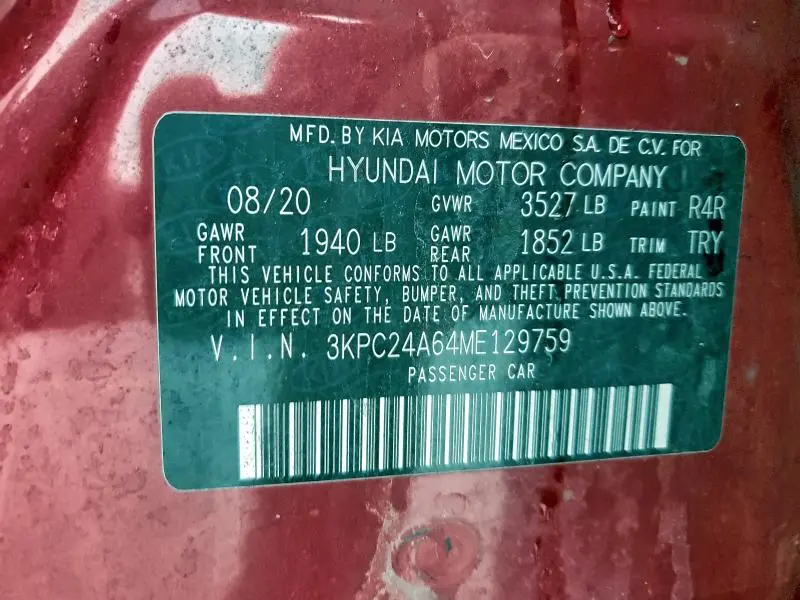 MFD. BY KIA MOTORS MEXICO S.A. DE C.V. FOR
HYUNDAI MOTOR COMPANY
08/20 GVWR 3527 LB PAINT R4R
GAWR FRONT 1940 LB GAWR REAR 1852 LB TRIM TRY
THIS VEHICLE CONFORMS TO ALL APPLICABLE U.S.A. FEDERAL
MOTOR VEHICLE SAFETY, BUMPER, AND THEFT PREVENTION STANDARDS
IN EFFECT ON THE DATE OF MANUFACTURE SHOWN ABOVE.
V.I.N. 3KPC24A64ME129759
PASSENGER CAR